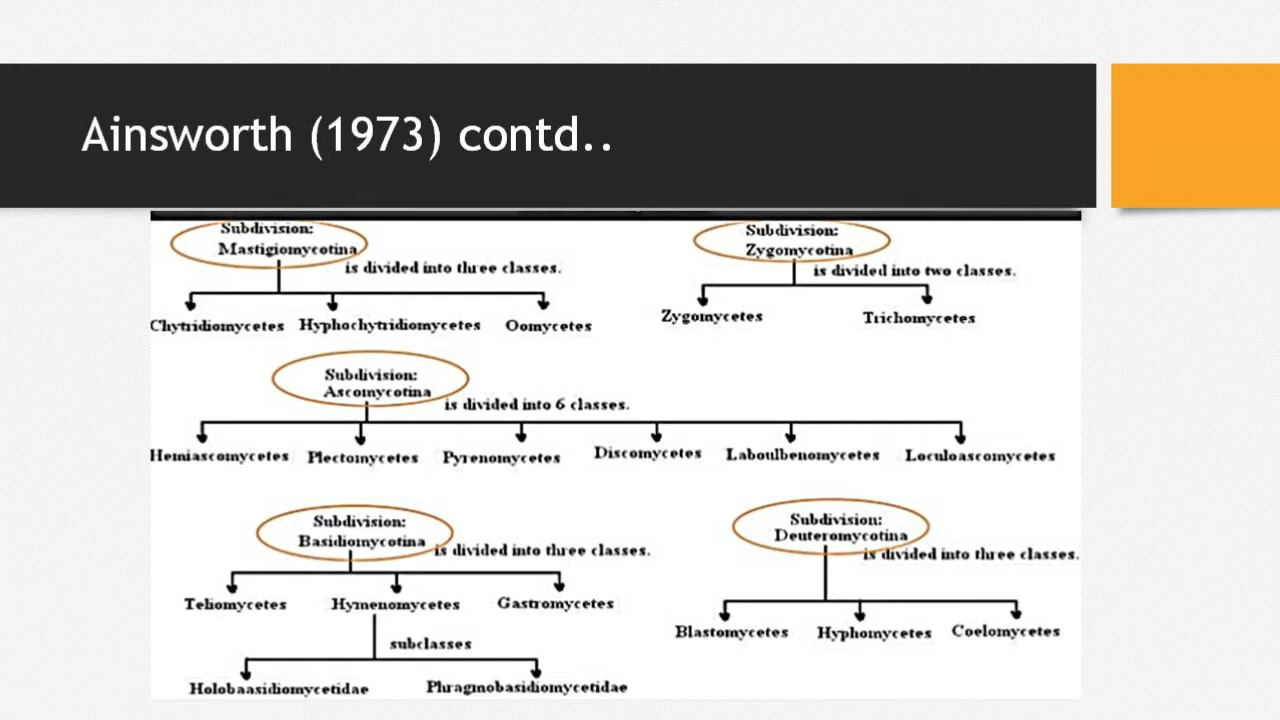 Ainsworth (1973) contd..
Subdivision:
Mastigiomycotina
is divided into three classes.
Chytridiomycetes Hyphochytridiomycetes Oomycetes
Subdivision:
Zygomycotina
is divided into two classes.
Zygomycetes Trichomycetes
Subdivision:
Ascomycotina
is divided into 6 classes.
Hemiascomycetes Plectomycetes Pyrenomycetes Discomycetes Laboulbenomycetes Loculoascomycetes
Subdivision:
Basidiomycotina
is divided into three classes.
Teliomycetes Hymenomycetes Gastromycetes
subclasses
Holobaasidiomycetidae Phragmobasidiomycetidae
Subdivision:
Deuteromycotina
is divided into three classes.
Blastomycetes Hyphomycetes Coelomycetes